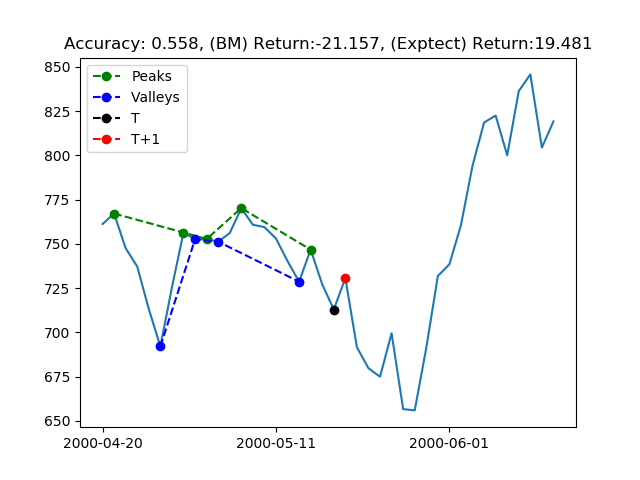 Accuracy: 0.558, (BM) Return:-21.157, (Exptect) Return:19.481
850
825
800
775
750
725
700
675
650
Peaks
Valleys
T
T+1
2000-04-20
2000-05-11
2000-06-01